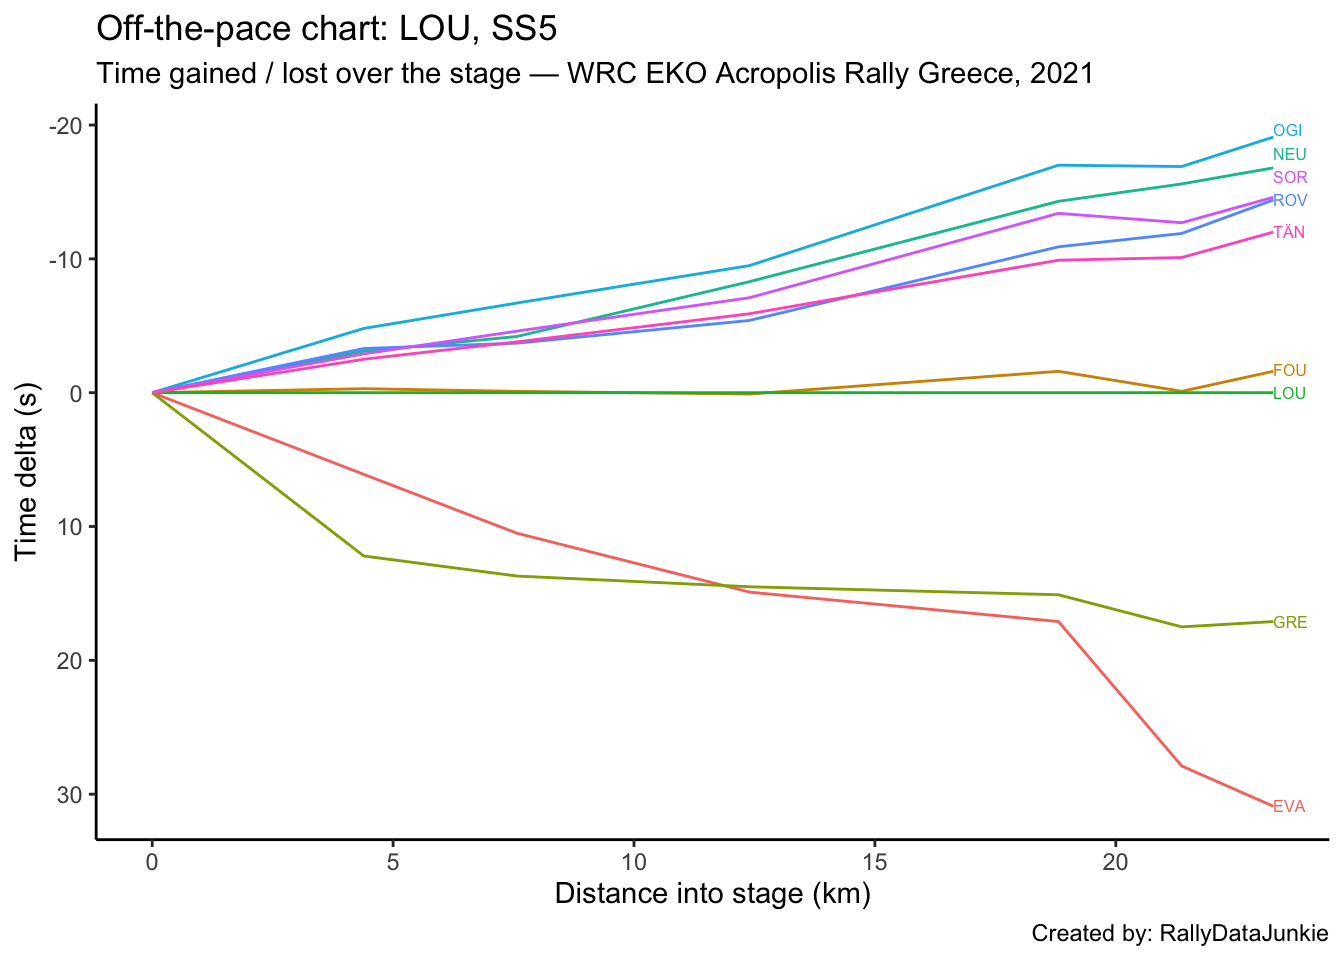 Off-the-pace chart: LOU, SS5
Time gained / lost over the stage — WRC EKO Acropolis Rally Greece, 2021
-20
-10
0
10
20
30
Time delta (s)
OGI
NEU
SOR
ROV
TÄN
FOU
LOU
GRE
EVA
0 5 10 15 20
Distance into stage (km)
Created by: RallyDataJunkie